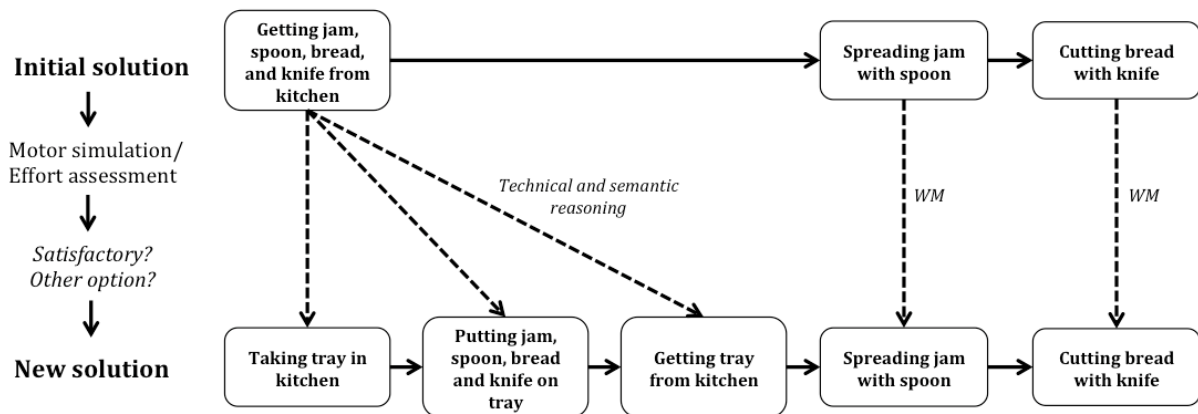 Initial solution
Motor simulation/
Effort assessment
Satisfactory?
Other option?
New solution
Getting jam,
spoon, bread,
and knife from
kitchen
Spreading jam
with spoon
Cutting bread
with knife
Technical and semantic
reasoning
WM
WM
Taking tray in
kitchen
Putting jam,
spoon, bread
and knife on
tray
Getting tray
from kitchen
Spreading jam
with spoon
Cutting bread
with knife